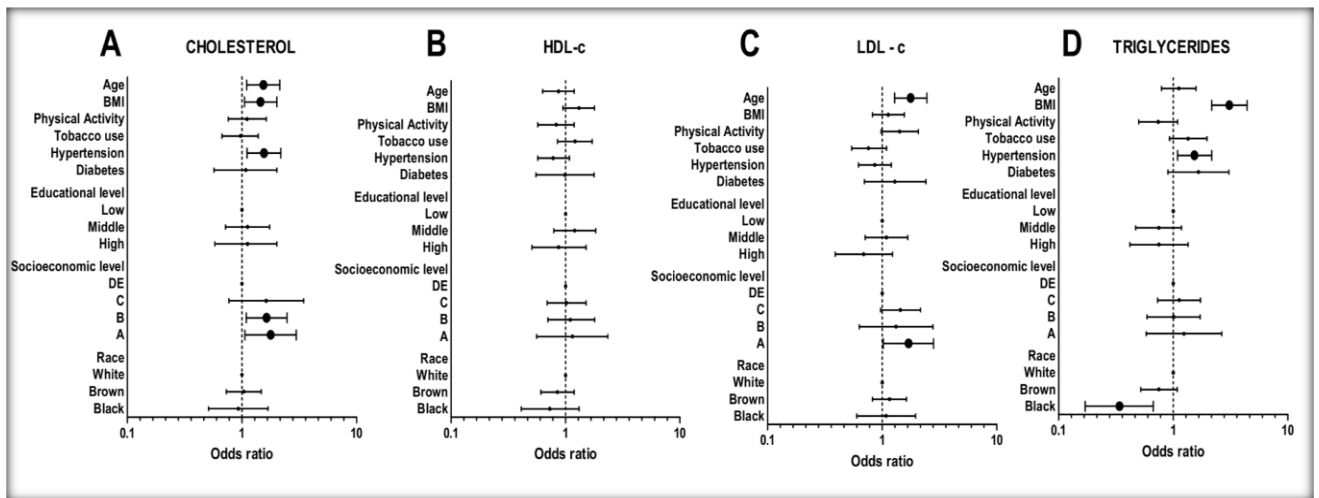 A CHOLESTEROL
Age
BMI
Physical Activity
Tobacco use
Hypertension
Diabetes
Educational level
Low
Middle
High
Socioeconomic level
DE
C
B
A
Race
White
Brown
Black
0.1 1 10
Odds ratio
B HDL-c
Age
BMI
Physical Activity
Tobacco use
Hypertension
Diabetes
Educational level
Low
Middle
High
Socioeconomic level
DE
C
B
A
Race
White
Brown
Black
0.1 1 10
Odds ratio
C LDL - c
Age
BMI
Physical Activity
Tobacco use
Hypertension
Diabetes
Educational level
Low
Middle
High
Socioeconomic level
DE
C
B
A
Race
White
Brown
Black
0.1 1 10
Odds ratio
D TRIGLYCERIDES
Age
BMI
Physical Activity
Tobacco use
Hypertension
Diabetes
Educational level
Low
Middle
High
Socioeconomic level
DE
C
B
A
Race
White
Brown
Black
0.1 1 10
Odds ratio